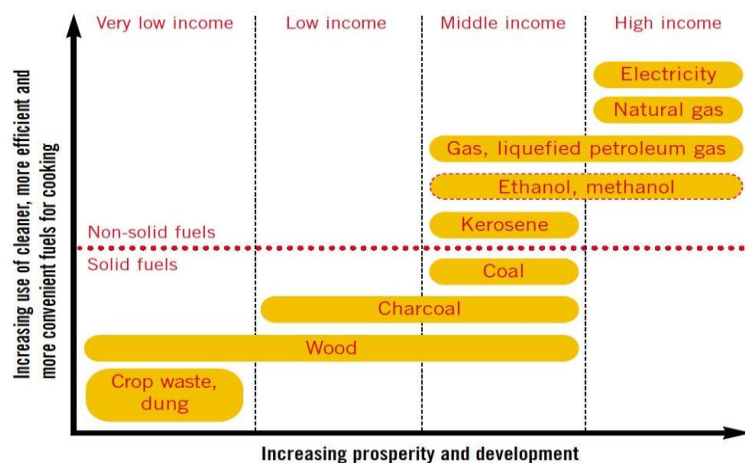 Very low income
Low income
Middle income
High income
Electricity
Natural gas
Gas, liquefied petroleum gas
Ethanol, methanol
Kerosene
Non-solid fuels
Solid fuels
Coal
Charcoal
Wood
Crop waste,
dung
Increasing use of cleaner, more efficient and
more convenient fuels for cooking
Increasing prosperity and development